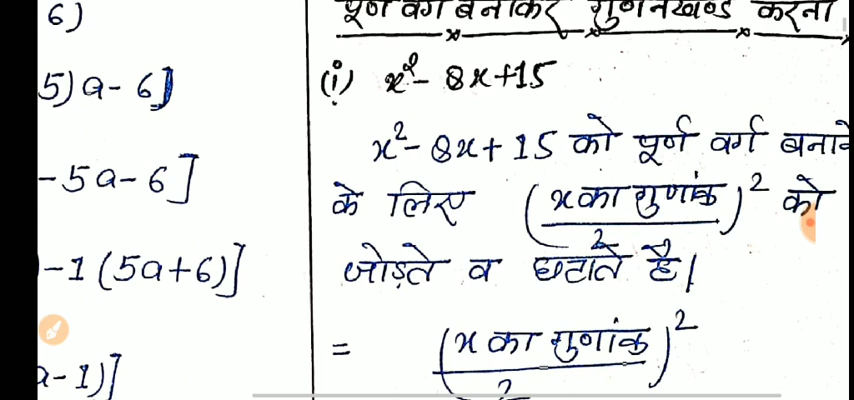 6)
5)a-6]
-5a-6]
-1(5a+6)]
a-1)]
पूर्ण वर्ग बनाकर गुणनखण्ड करना
(i) x²-8x+15
x²-8x+15 को पूर्ण वर्ग बनाने
के लिए (x का गुणांक/2)² को
जोड़ते व घटाते है।
= (x का गुणांक/2)²